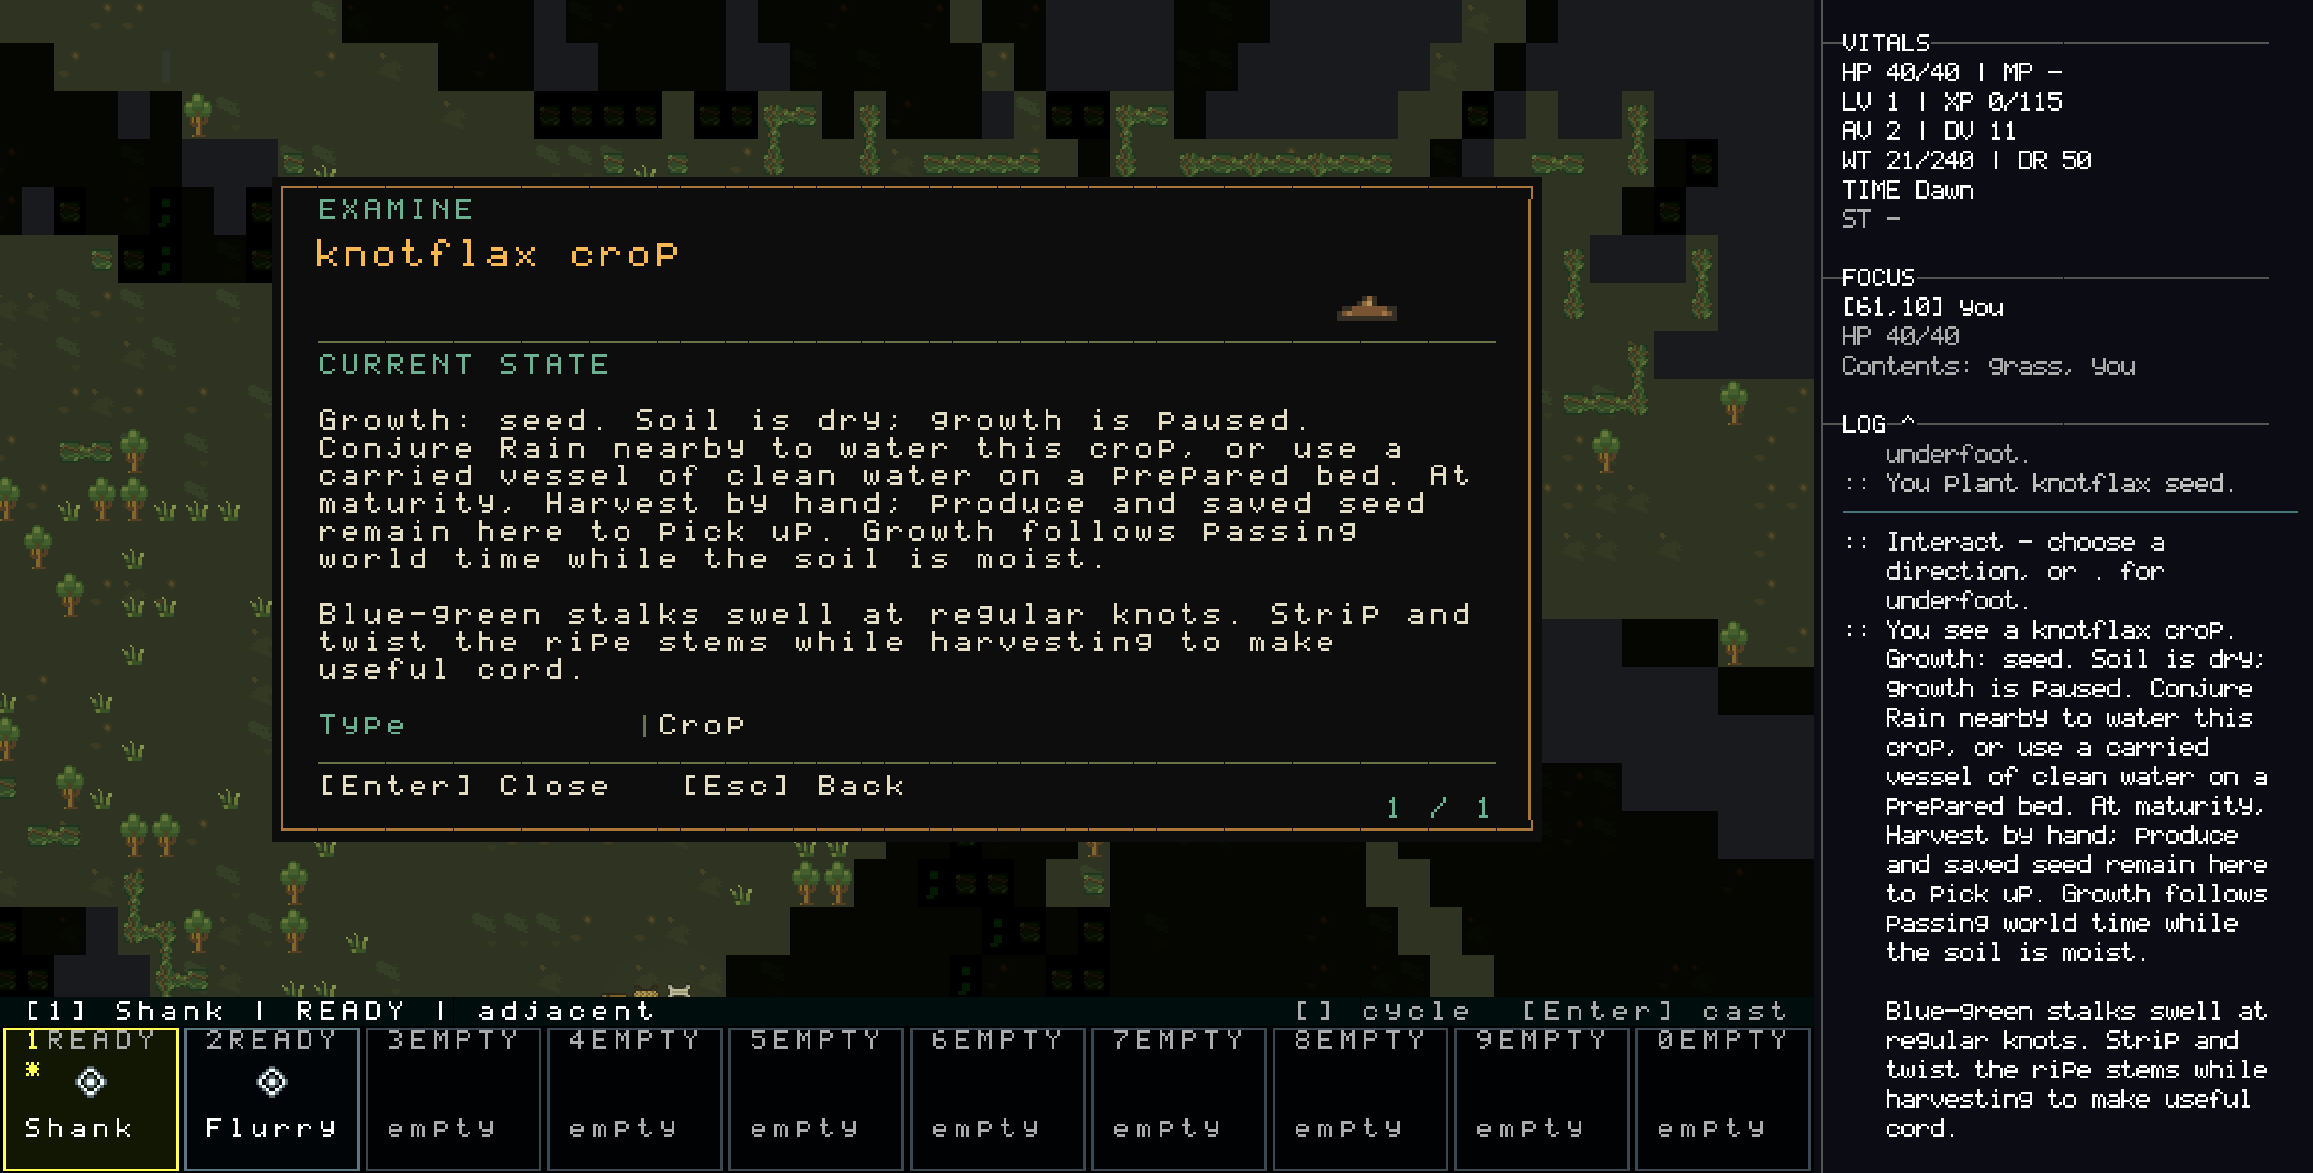 EXAMINE
knotflax crop
CURRENT STATE
Growth: seed. Soil is dry; growth is paused.
Conjure Rain nearby to water this crop, or use a
carried vessel of clean water on a prepared bed. At
maturity, Harvest by hand; produce and saved seed
remain here to pick up. Growth follows passing
world time while the soil is moist.
Blue-green stalks swell at regular knots. Strip and
twist the ripe stems while harvesting to make
useful cord.
Type |Crop
[Enter] Close [Esc] Back
1 / 1
[1] Shank | READY | adjacent [] cycle [Enter] cast
1READY 2READY 3EMPTY 4EMPTY 5EMPTY 6EMPTY 7EMPTY 8EMPTY 9EMPTY 0EMPTY
*
Shank Flurry empty empty empty empty empty empty empty empty
VITALS
HP 40/40 | MP -
LV 1 | XP 0/115
AV 2 | DV 11
WT 21/240 | DR 50
TIME Dawn
ST -
FOCUS
[61,10] You
HP 40/40
Contents: grass, You
LOG ^
underfoot.
:: You plant knotflax seed.
:: Interact - choose a
direction, or . for
underfoot.
:: You see a knotflax crop.
Growth: seed. Soil is dry;
growth is paused. Conjure
Rain nearby to water this
crop, or use a carried
vessel of clean water on a
prepared bed. At maturity,
Harvest by hand; produce
and saved seed remain here
to pick up. Growth follows
passing world time while
the soil is moist.
Blue-green stalks swell at
regular knots. Strip and
twist the ripe stems while
harvesting to make useful
cord.